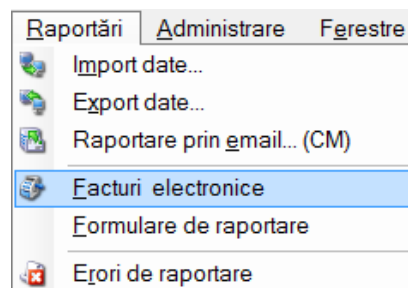 Raportări Administrare Ferestre
Import date...
Export date...
Raportare prin email... (CM)
Facturi electronice
Formulare de raportare
Erori de raportare